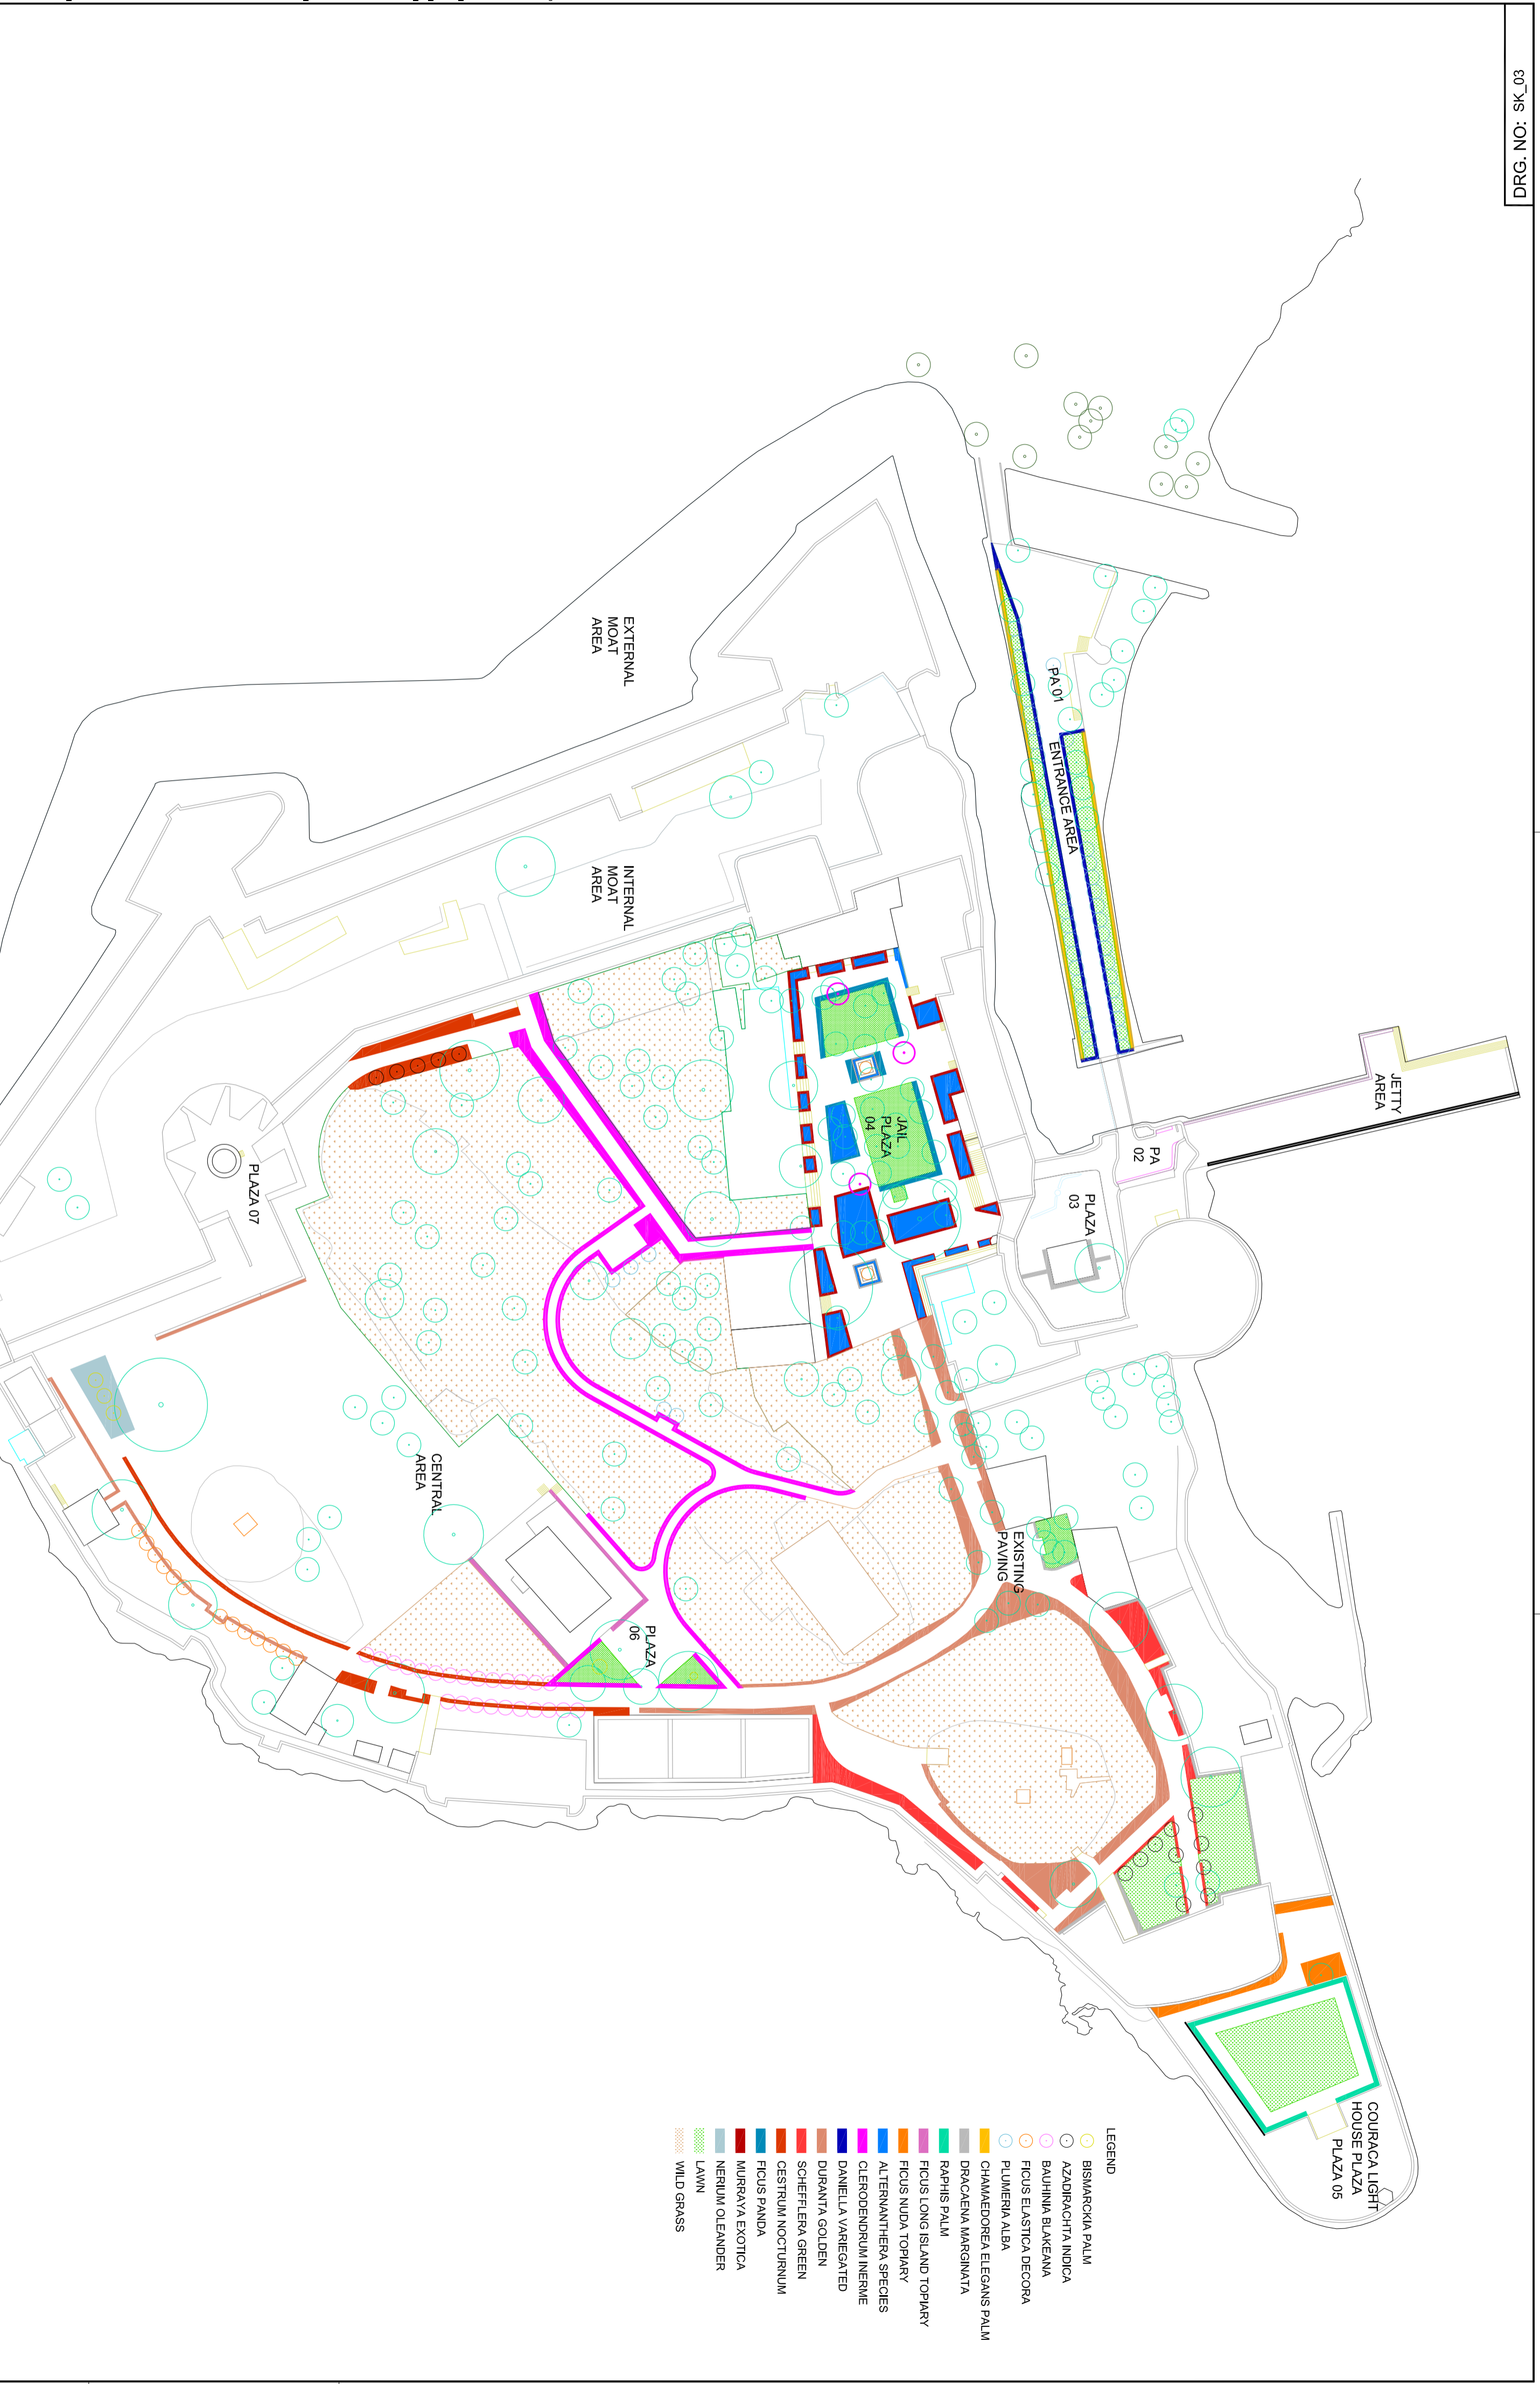 DRG. NO: SK_03
JETTY
AREA
PA
02
PLAZA
03
PA 01
ENTRANCE AREA
EXTERNAL
MOAT
AREA
INTERNAL
MOAT
AREA
JAIL
PLAZA
04
PLAZA 07
CENTRAL
AREA
EXISTING
PAVING
PLAZA
06
COURACA LIGHT
HOUSE PLAZA
PLAZA 05
LEGEND
BISMARCKIA PALM
AZADIRACHTA INDICA
BAUHINIA BLAKEANA
FICUS ELASTICA DECORA
PLUMERIA ALBA
CHAMAEDOREA ELEGANS PALM
DRACAENA MARGINATA
RAPHIS PALM
FICUS LONG ISLAND TOPIARY
FICUS NUDA TOPIARY
ALTERNANTHERA SPECIES
CLERODENDRUM INERME
DANIELLA VARIEGATED
DURANTA GOLDEN
SCHEFFLERA GREEN
CESTRUM NOCTURNUM
FICUS PANDA
MURRAYA EXOTICA
NERIUM OLEANDER
LAWN
WILD GRASS